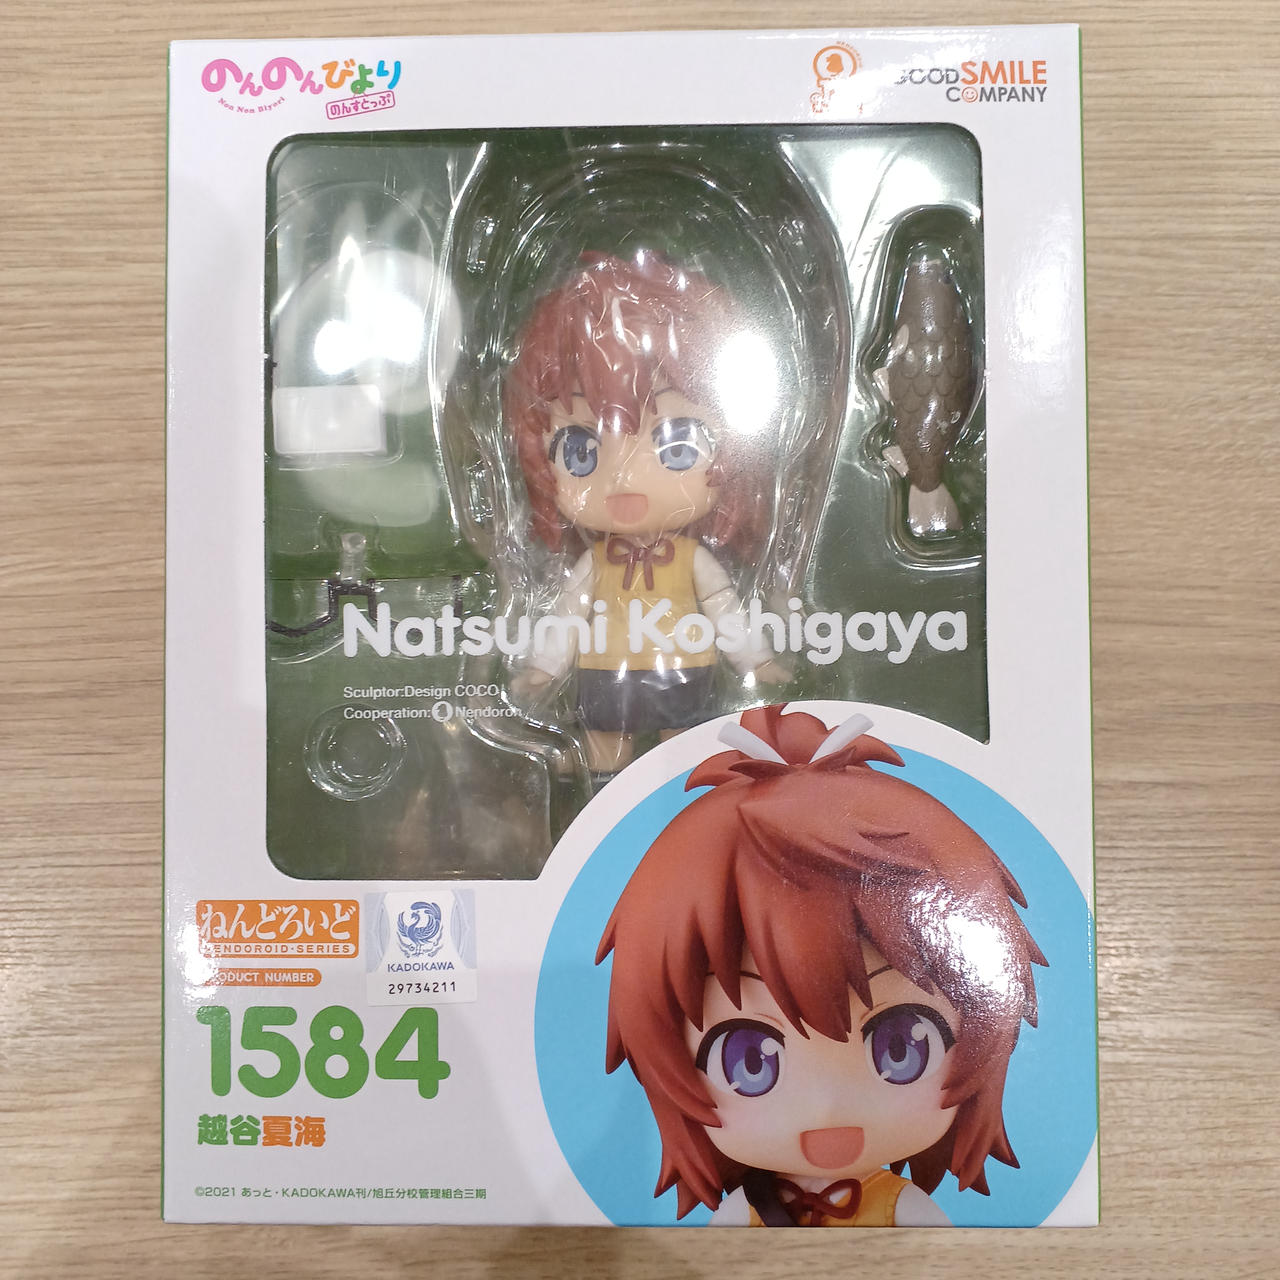 のんのんびより
Non Non Biyori
のんすとっぷ
GOODSMILE
COMPANY
Natsumi Koshigaya
Sculptor:Design COCO
Cooperation: Nendoron
ねんどろいど
NENDOROID·SERIES
PRODUCT NUMBER
KADOKAWA
29734211
1584
越谷夏海
©2021 あっと・KADOKAWA刊/旭丘分校管理組合三期